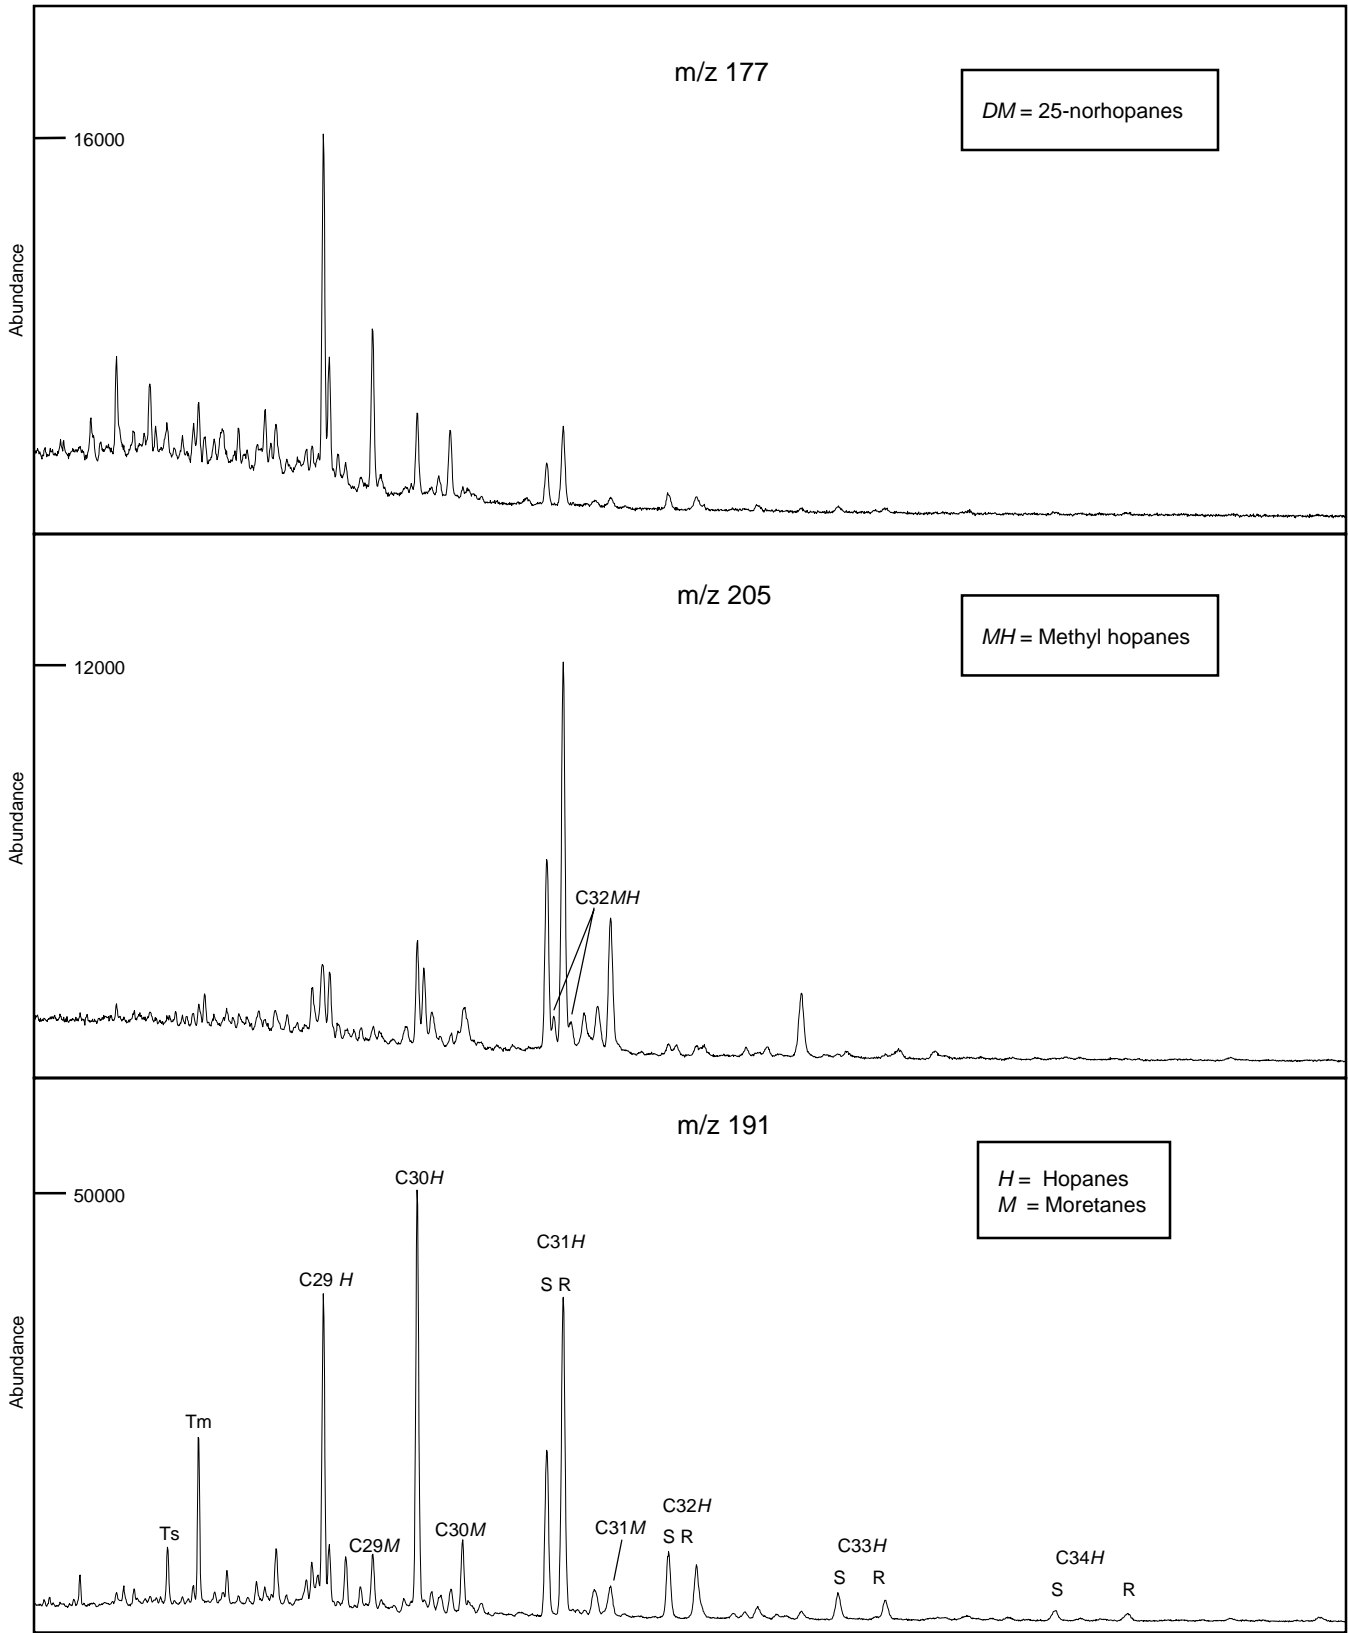 m/z 177
DM = 25-norhopanes
16000
Abundance
m/z 205
MH = Methyl hopanes
12000
Abundance
C32MH
m/z 191
H = Hopanes
M = Moretanes
50000
Abundance
C30H
C31H
S R
C29 H
Tm
Ts
C29M
C30M
C31M
C32H
S R
C33H
S R
C34H
S R